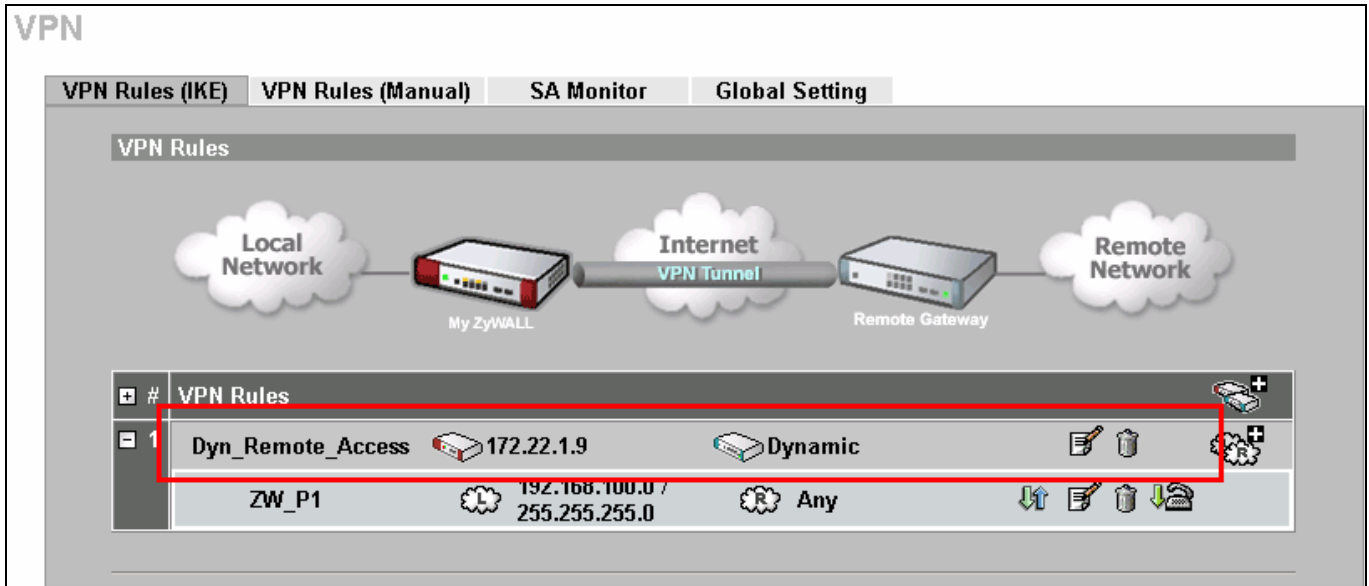 VPN
VPN Rules (IKE) VPN Rules (Manual) SA Monitor Global Setting
VPN Rules
Local
Network
Internet
VPN Tunnel
Remote
Network
My ZyWALL
Remote Gateway
# VPN Rules
1 Dyn_Remote_Access 172.22.1.9 Dynamic R
ZW_P1 L 192.168.100.0 / R Any
255.255.255.0